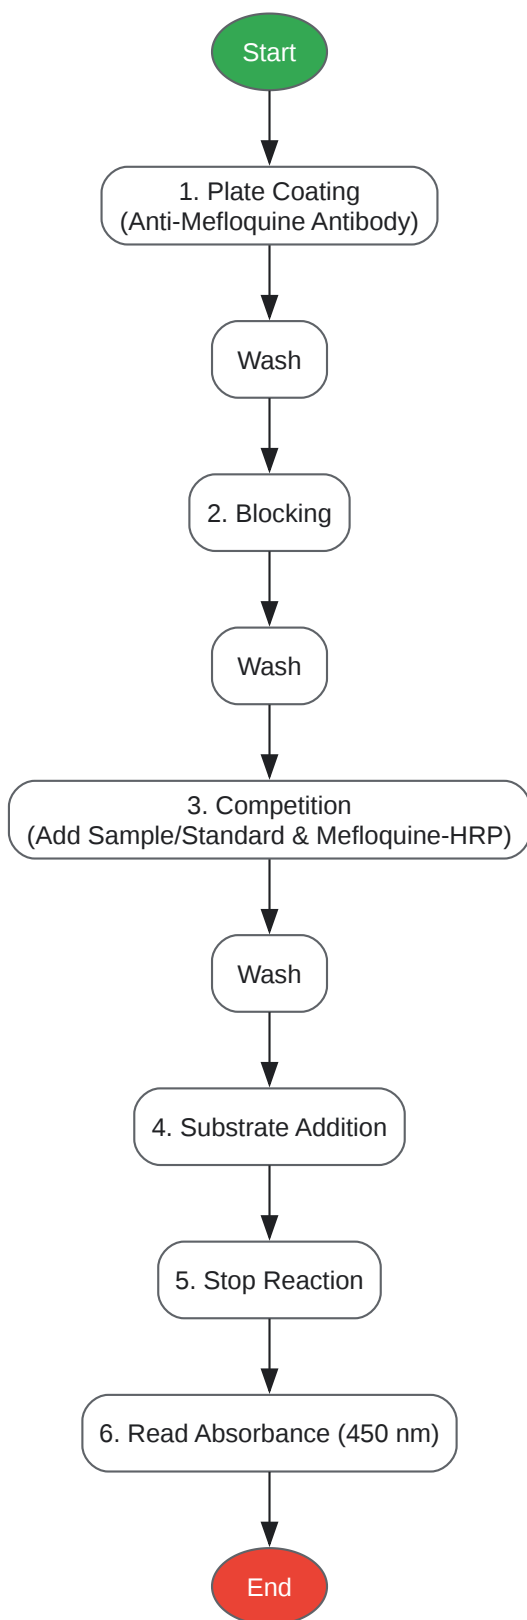 Start
1. Plate Coating
(Anti-Mefloquine Antibody)
Wash
2. Blocking
Wash
3. Competition
(Add Sample/Standard & Mefloquine-HRP)
Wash
4. Substrate Addition
5. Stop Reaction
6. Read Absorbance (450 nm)
End